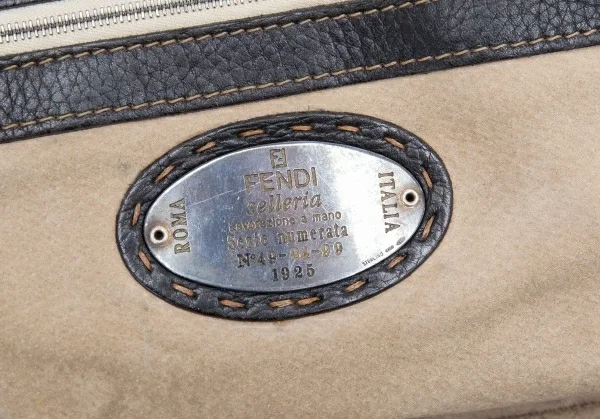 FENDI
selleria
Lavorazione a mano
ROMA
ITALIA
Serie numerata
1925